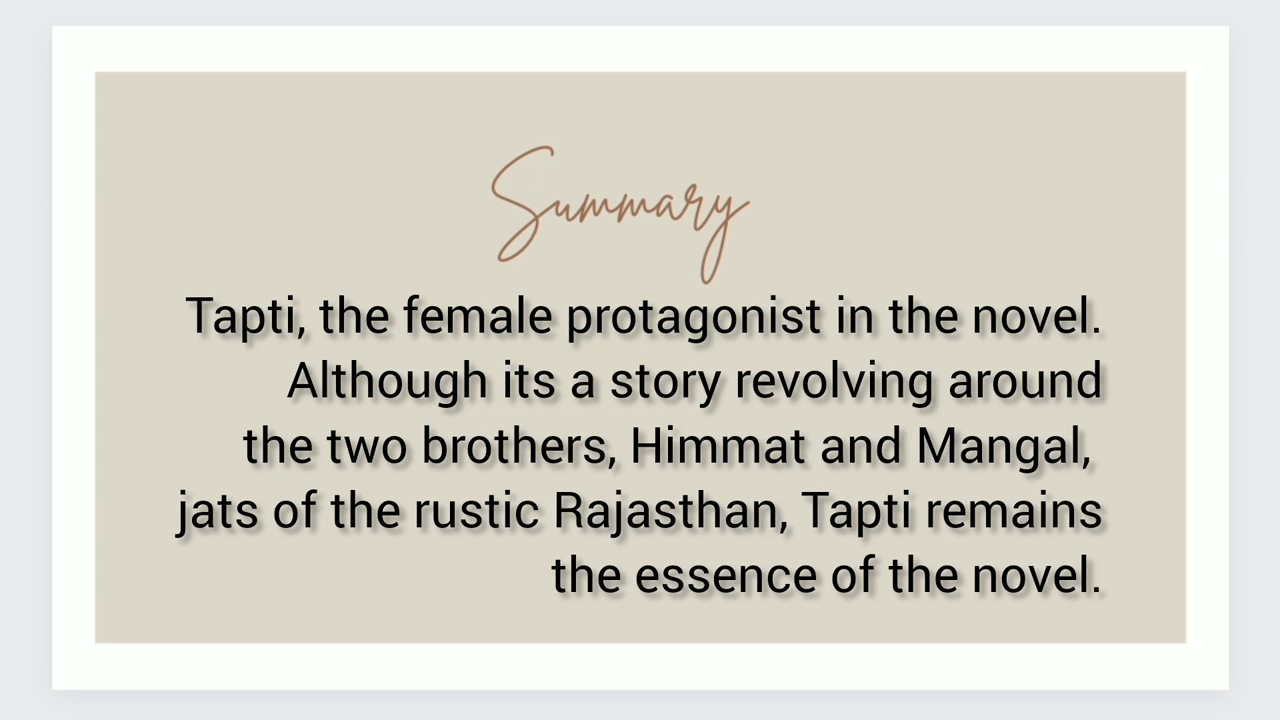 Summary
Tapti, the female protagonist in the novel.
Although its a story revolving around
the two brothers, Himmat and Mangal,
jats of the rustic Rajasthan, Tapti remains
the essence of the novel.